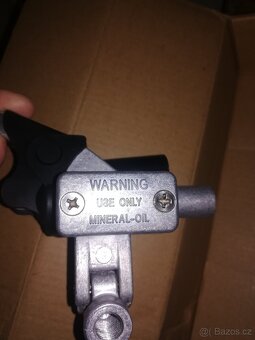 WARNING
USE ONLY
MINERAL-OIL
Bazos.cz